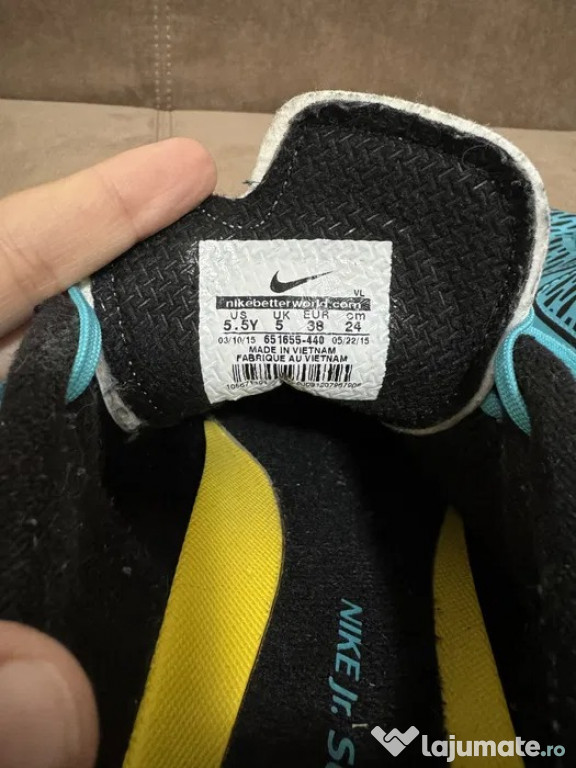 VL
nikebetterworld.com
US UK EUR cm
5.5Y 5 38 24
03/10/15 651655-440 05/22/15
MADE IN VIETNAM
FABRIQUE AU VIETNAM
NIKE Jr.
lajumate.ro